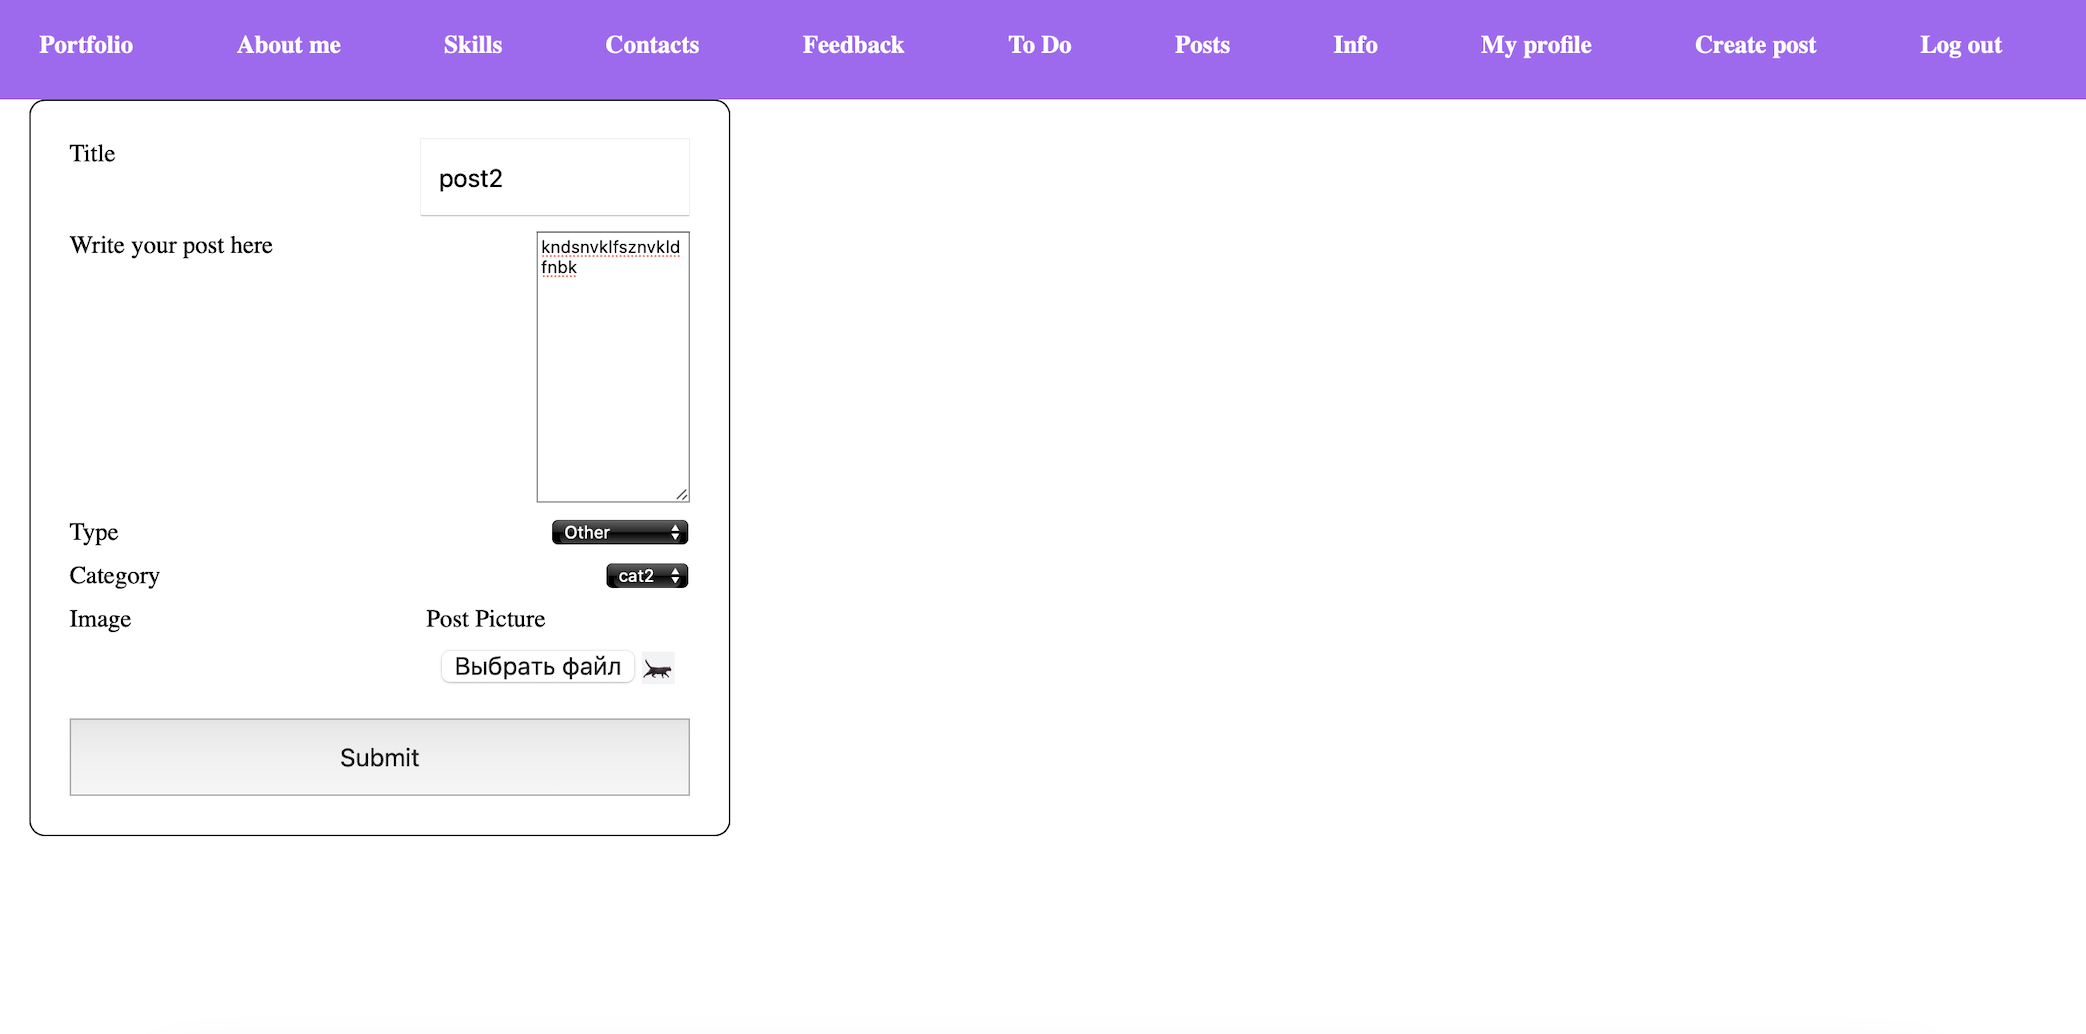 Portfolio About me Skills Contacts Feedback To Do Posts Info My profile Create post Log out
Title
post2
Write your post here
kndsnvklfsznvkld
fnbk
Type Other
Category cat2
Image Post Picture
Выбрать файл
Submit